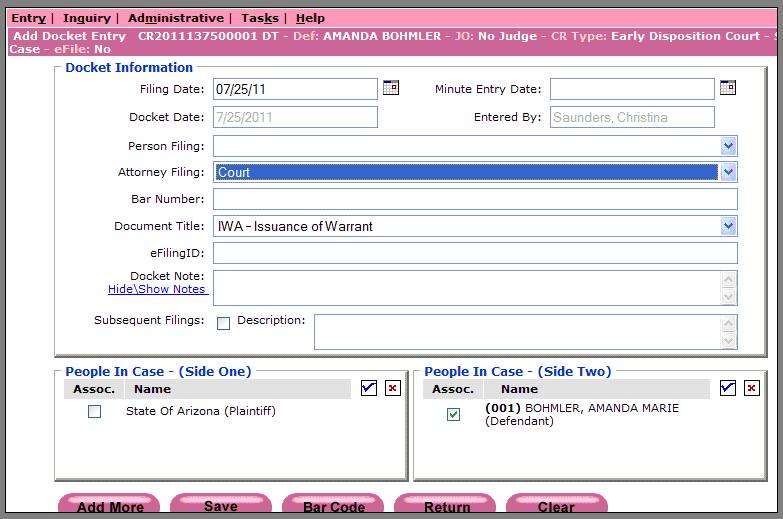 Entry | Inquiry | Administrative | Tasks | Help
Add Docket Entry CR2011137500001 DT - Def: AMANDA BOHMLER - JO: No Judge - CR Type: Early Disposition Court -
Case - eFile: No
Docket Information
Filing Date: 07/25/11 Minute Entry Date:
Docket Date: 7/25/2011 Entered By: Saunders, Christina
Person Filing:
Attorney Filing: Court
Bar Number:
Document Title: IWA – Issuance of Warrant
eFilingID:
Docket Note:
Hide\Show Notes
Subsequent Filings: Description:
People In Case - (Side One) People In Case - (Side Two)
Assoc. Name Assoc. Name
State Of Arizona (Plaintiff) (001) BOHMLER, AMANDA MARIE
(Defendant)
Add More Save Bar Code Return Clear